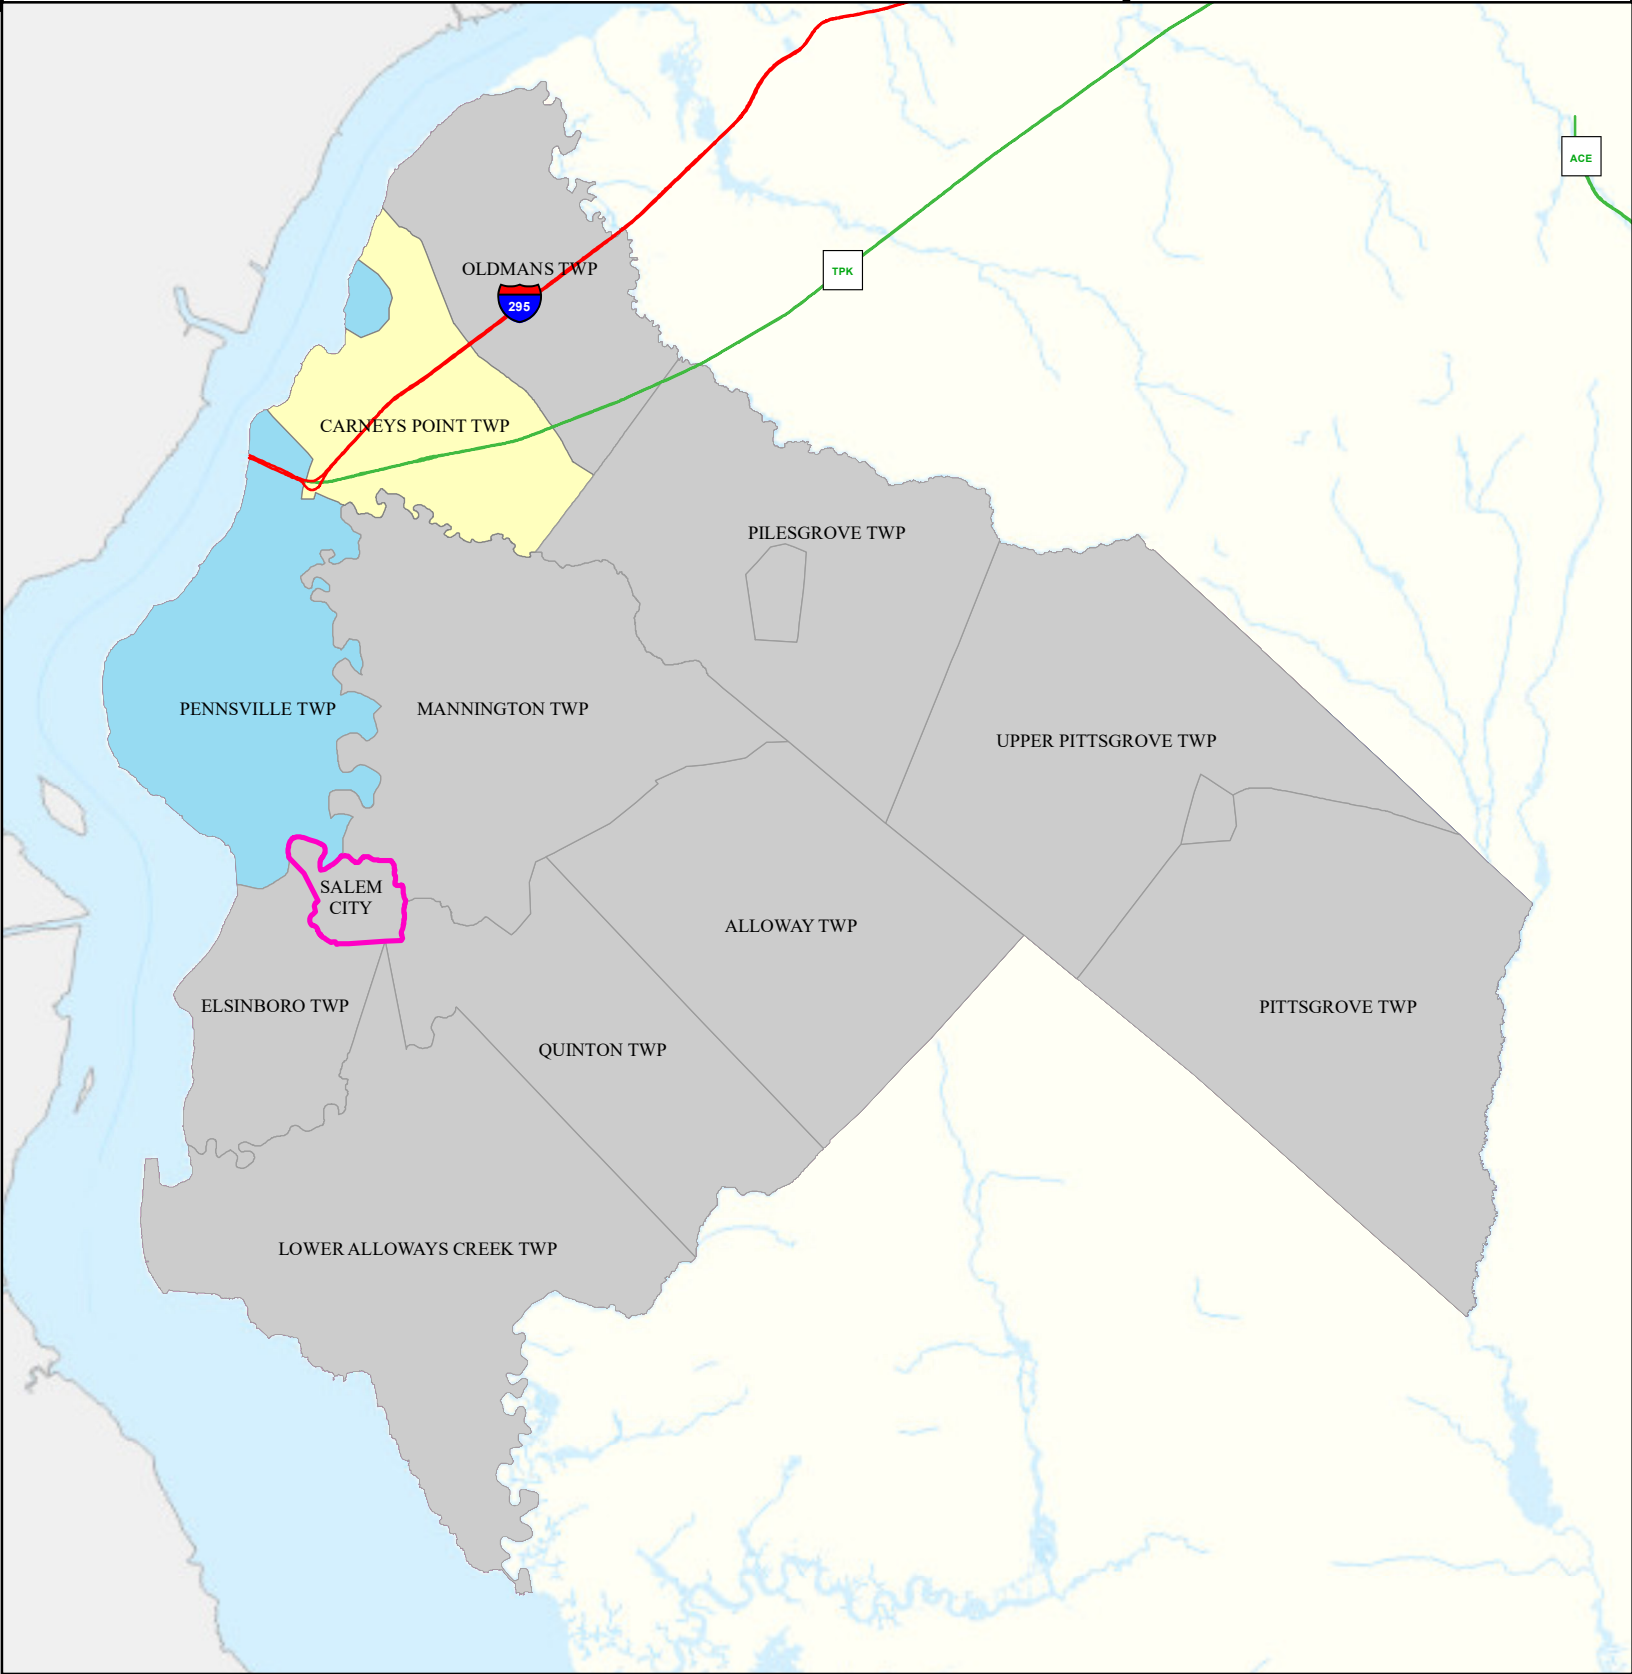 ACE
TPK
OLDMANS TWP
295
CARNEYS POINT TWP
PILESGROVE TWP
PENNSVILLE TWP
MANNINGTON TWP
UPPER PITTSGROVE TWP
SALEM
CITY
ALLOWAY TWP
ELSINBORO TWP
PITTSGROVE TWP
QUINTON TWP
LOWER ALLOWAYS CREEK TWP